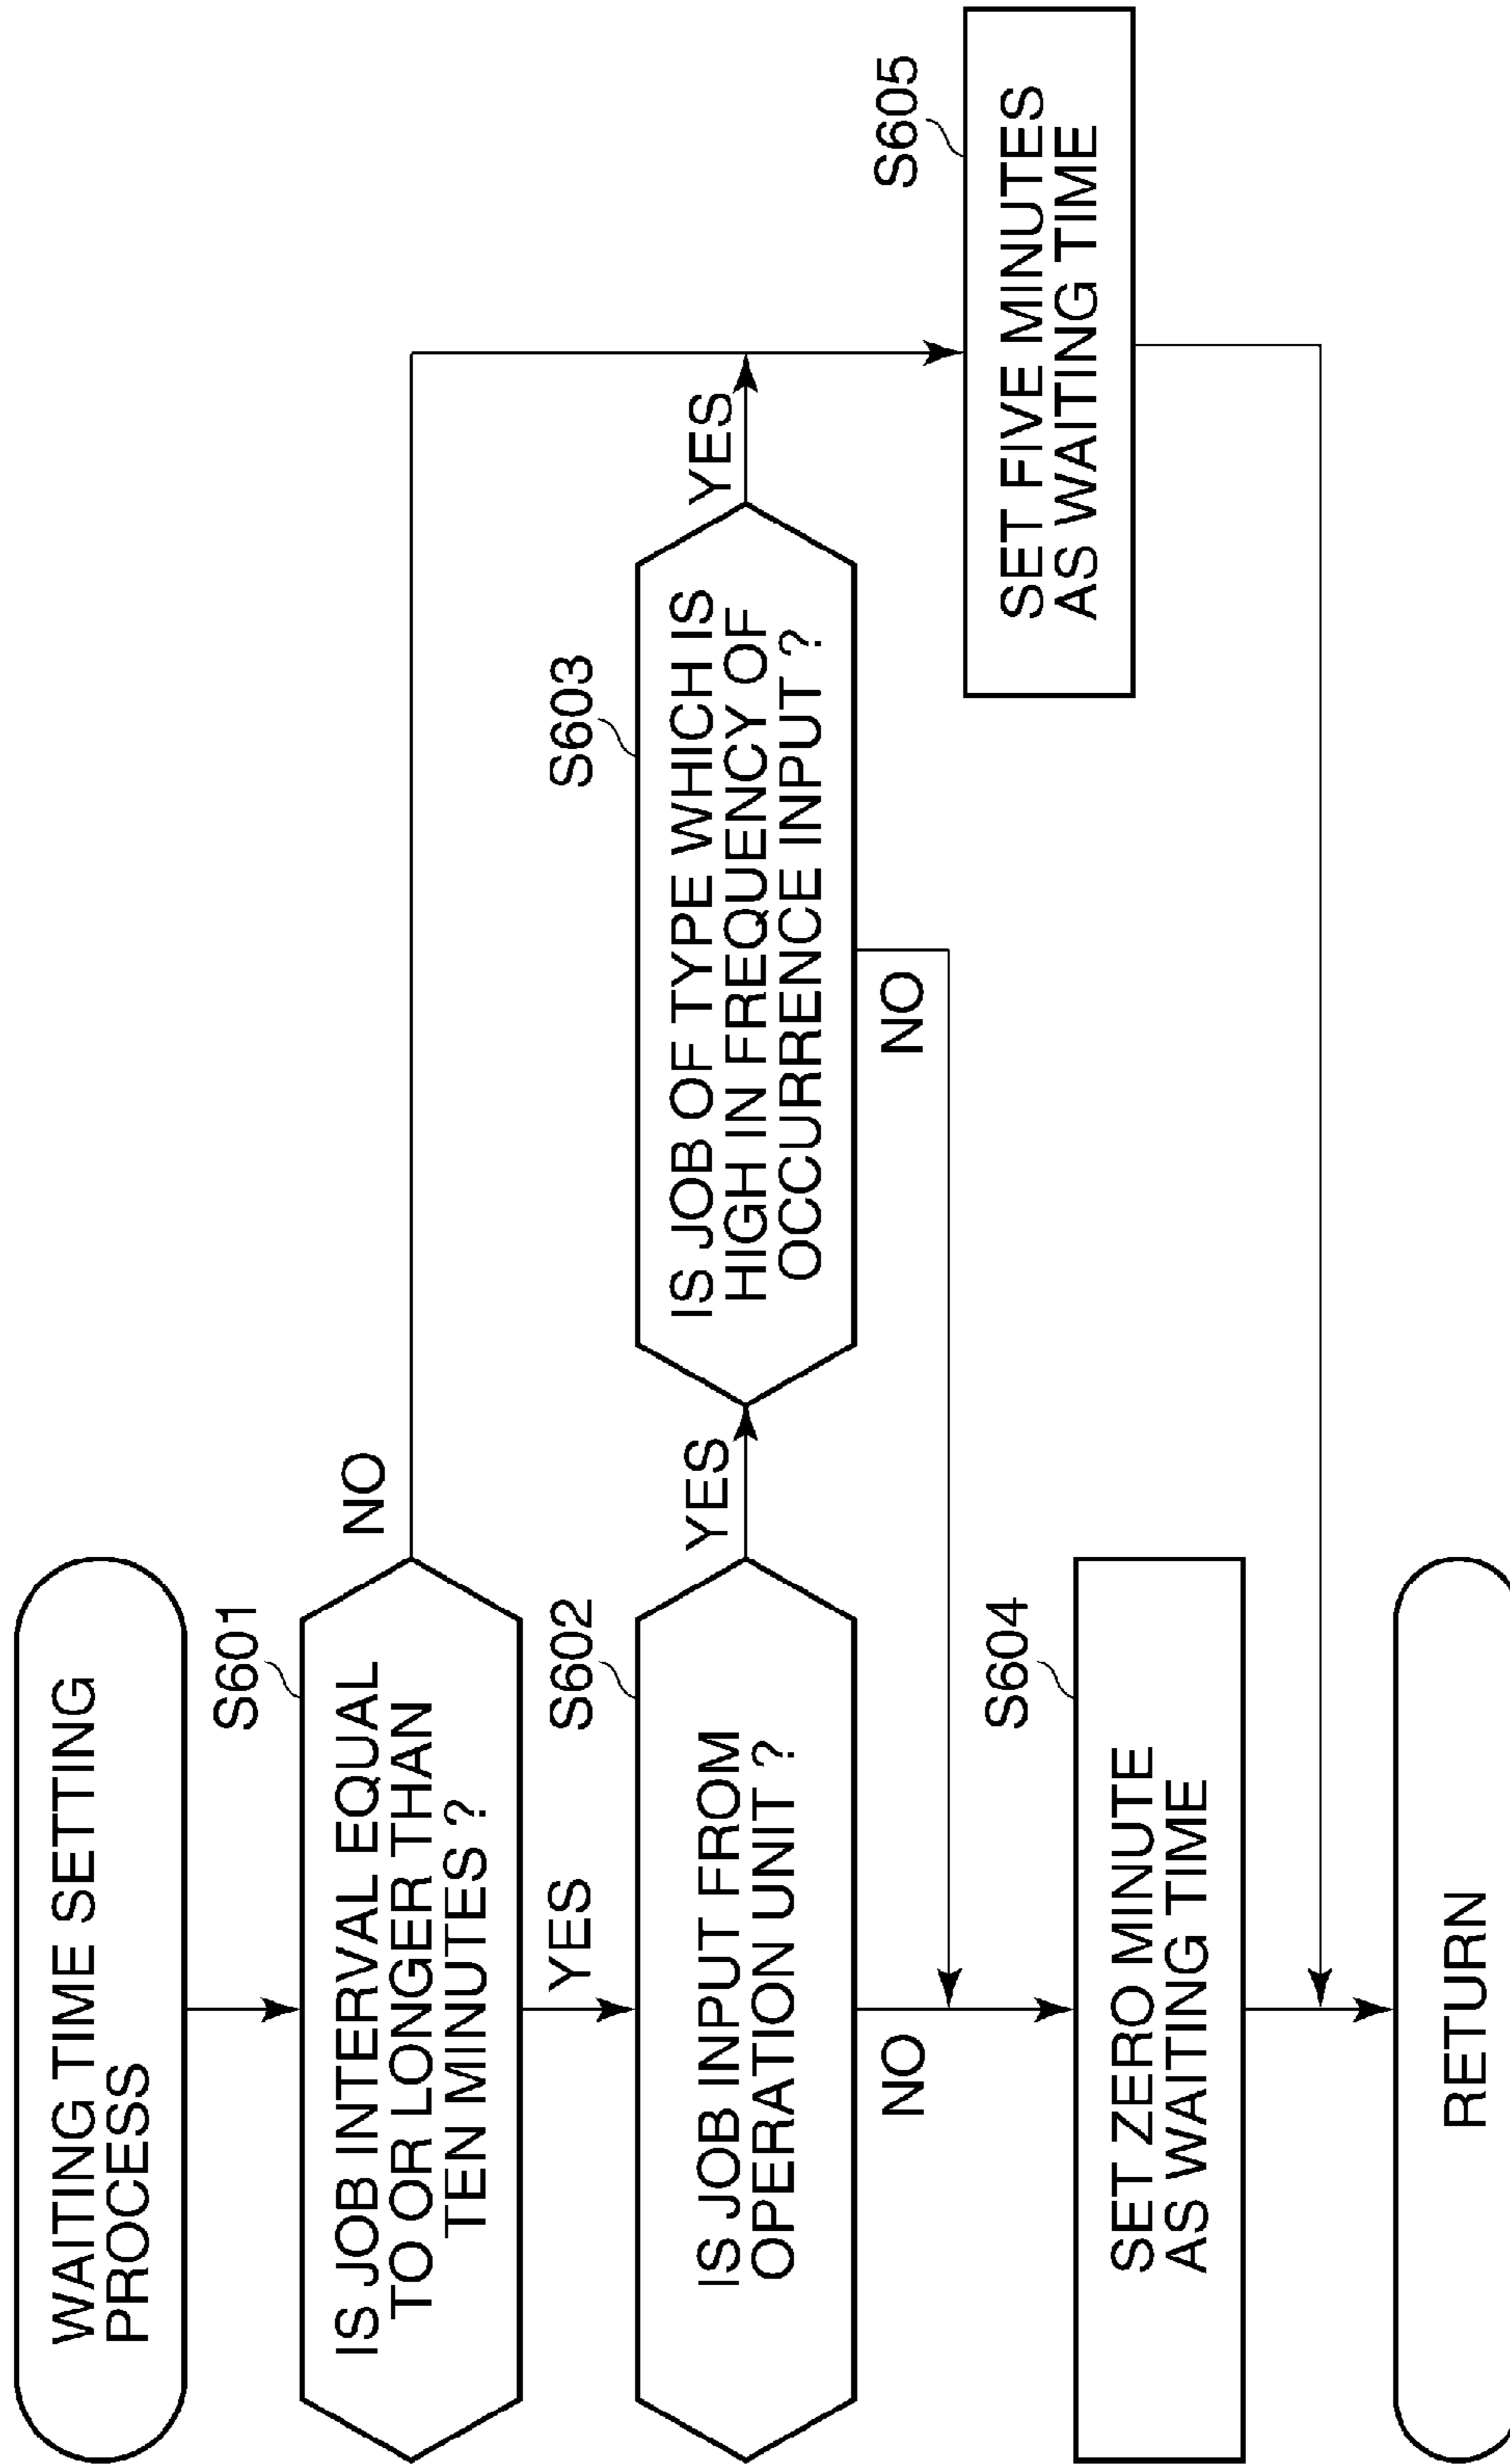 WAITING TIME SETTING
PROCESS
S601
IS JOB INTERVAL EQUAL
TO OR LONGER THAN
TEN MINUTES ?
NO
YES
S602
IS JOB INPUT FROM
OPERATION UNIT ?
YES
NO
S603
IS JOB OF TYPE WHICH IS
HIGH IN FREQUENCY OF
OCCURRENCE INPUT ?
YES
NO
S604
SET ZERO MINUTE
AS WAITING TIME
S605
SET FIVE MINUTES
AS WAITING TIME
RETURN